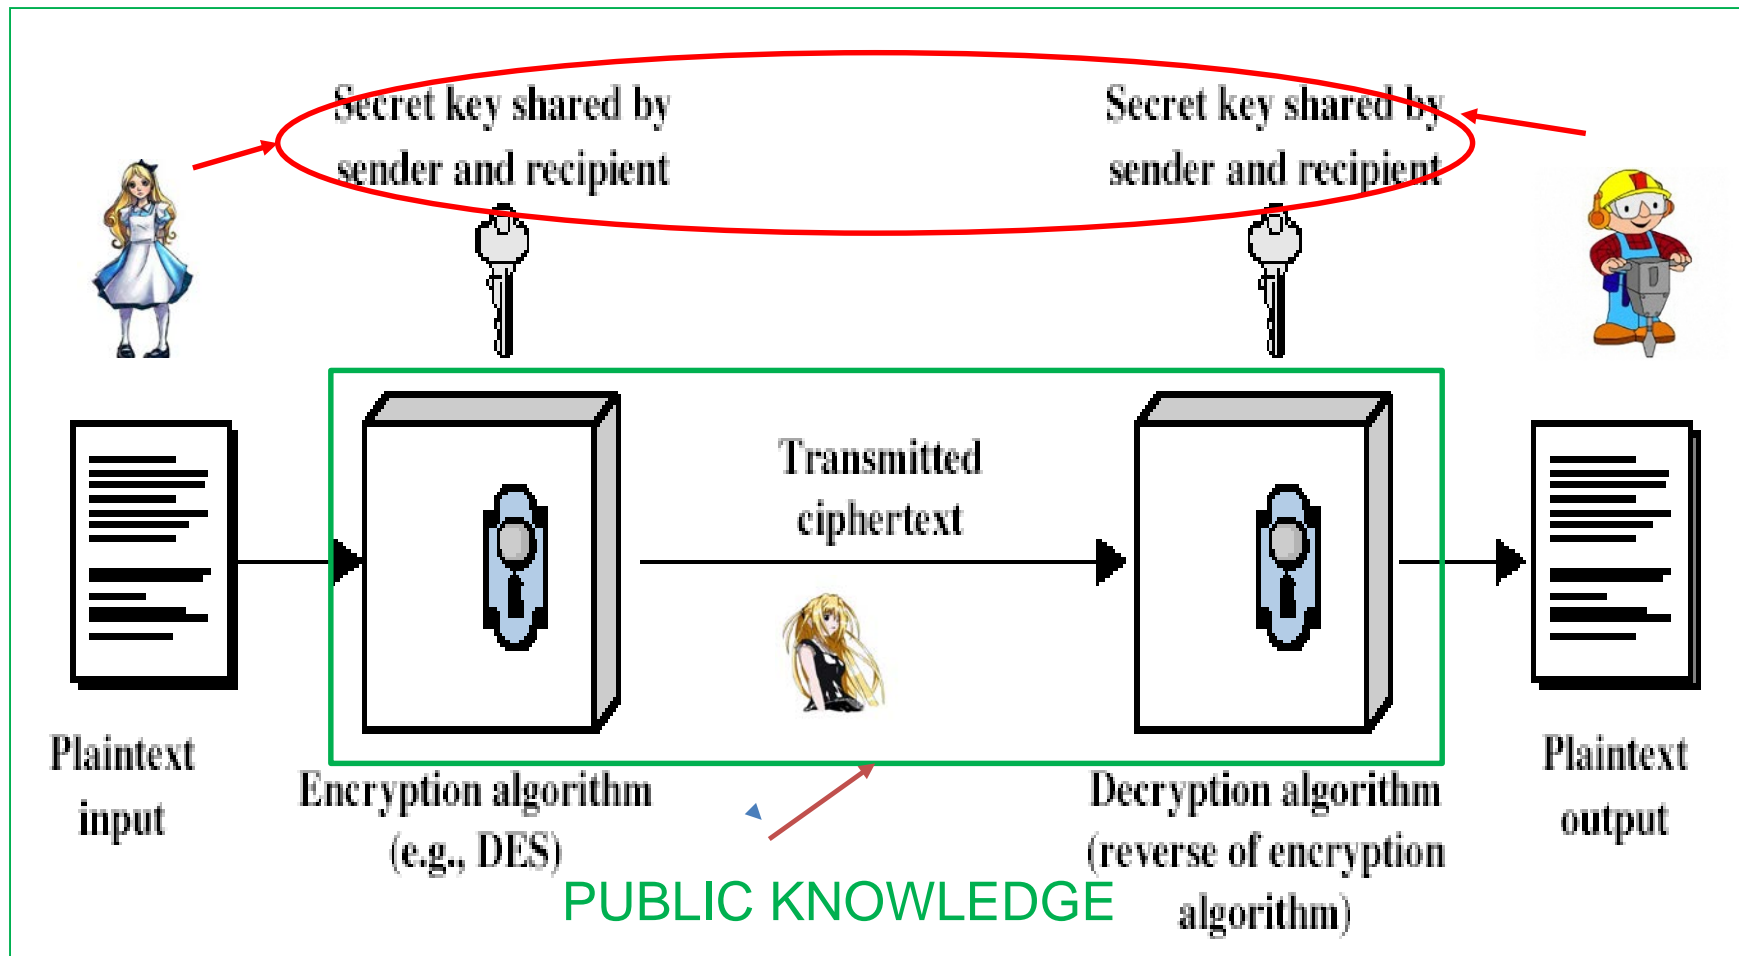 Secret key shared by
sender and recipient
Secret key shared by
sender and recipient
Transmitted
ciphertext
Plaintext
input
Encryption algorithm
(e.g., DES)
Decryption algorithm
(reverse of encryption
algorithm)
Plaintext
output
PUBLIC KNOWLEDGE